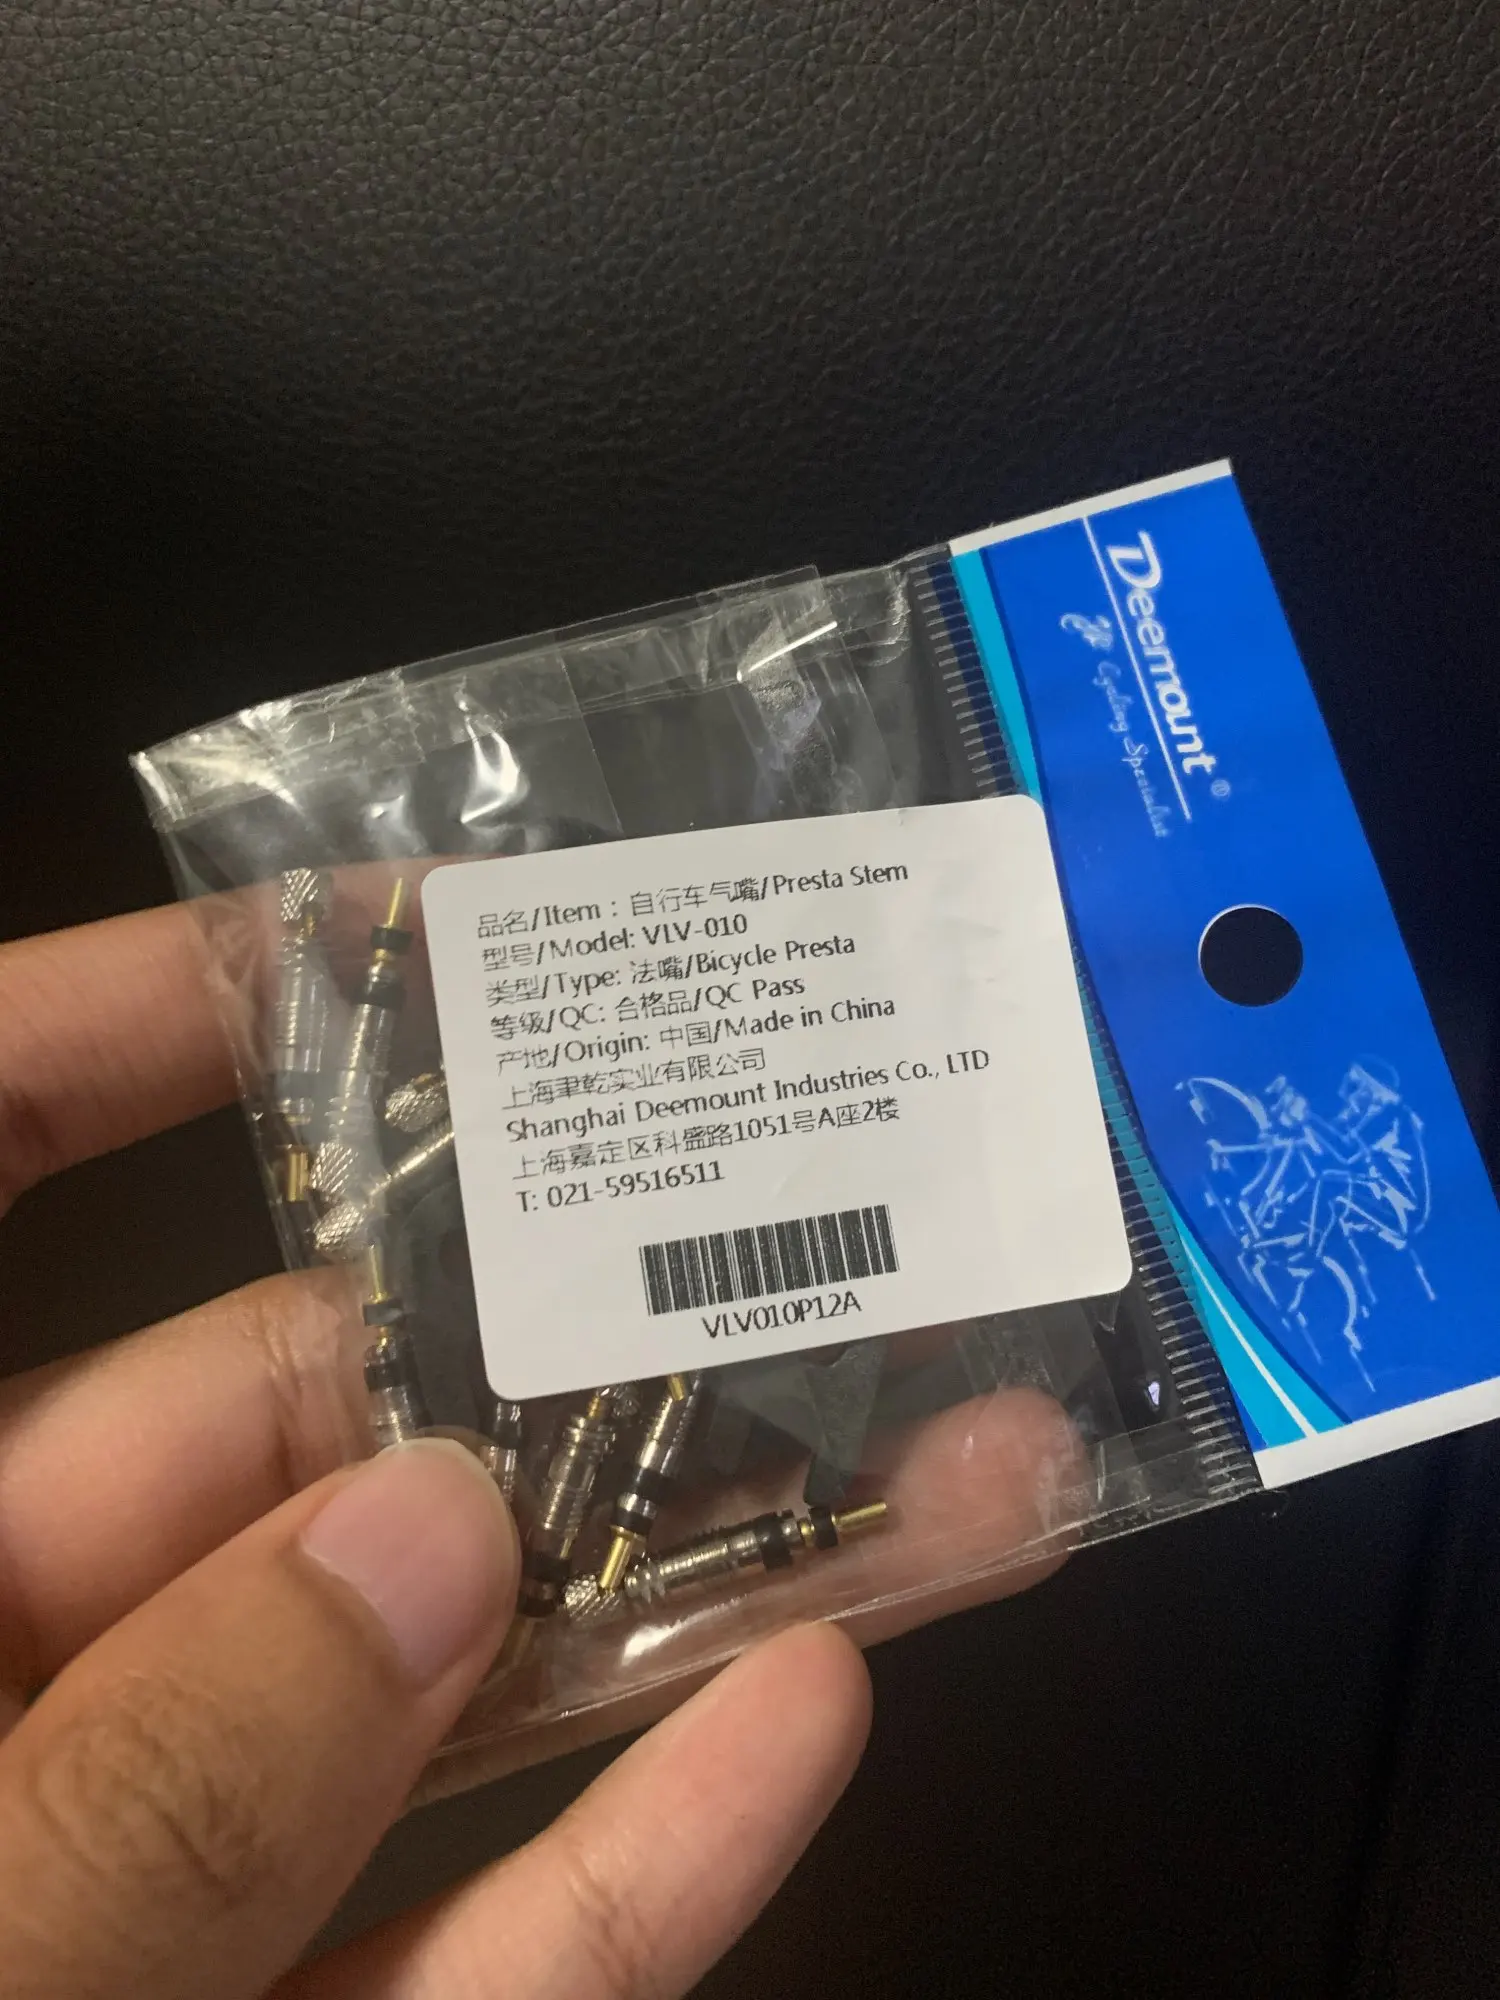 Deemount®
Cycling Specialist
品名/Item：自行车气嘴/Presta Stem
型号/Model: VLV-010
类型/Type: 法嘴/Bicycle Presta
等级/QC: 合格品/QC Pass
产地/Origin: 中国/Made in China
上海聿乾实业有限公司
Shanghai Deemount Industries Co., LTD
上海嘉定区科盛路1051号A座2楼
T: 021-59516511
VLV010P12A